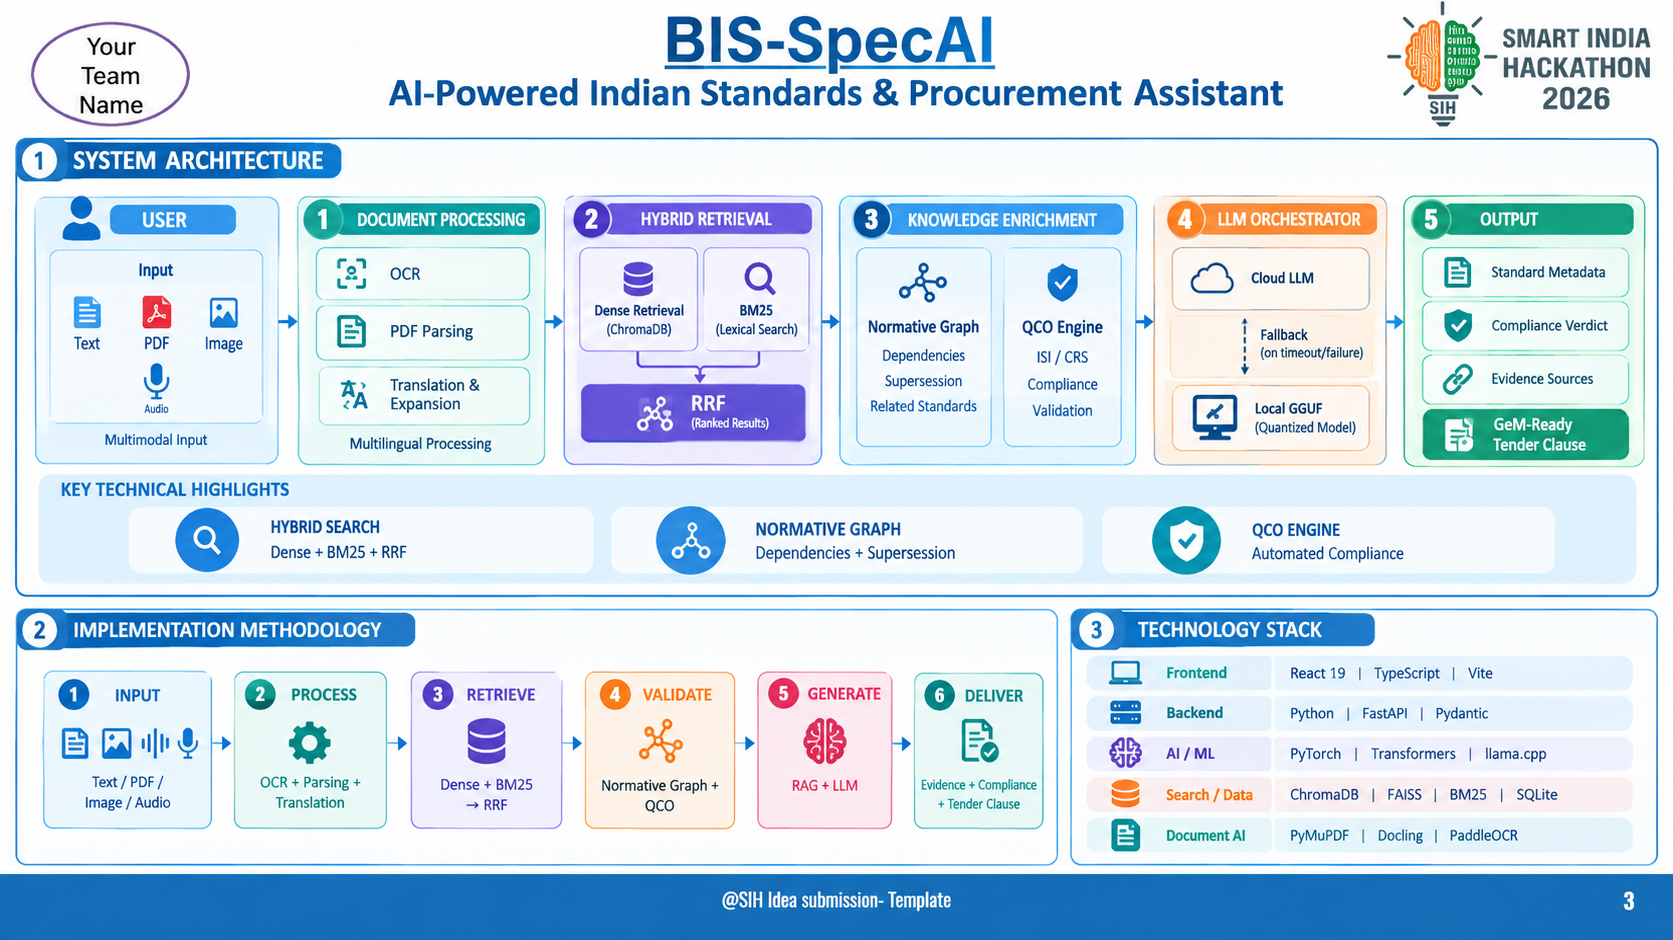 Your
Team
Name
BIS-SpecAI
AI-Powered Indian Standards & Procurement Assistant
SIH
SMART INDIA
HACKATHON
2026
1 SYSTEM ARCHITECTURE
USER
Input
Text
PDF
Image
Audio
Multimodal Input
1 DOCUMENT PROCESSING
OCR
PDF Parsing
Translation &
Expansion
Multilingual Processing
2 HYBRID RETRIEVAL
Dense Retrieval
(ChromaDB)
BM25
(Lexical Search)
RRF
(Ranked Results)
3 KNOWLEDGE ENRICHMENT
Normative Graph
Dependencies
Supersession
Related Standards
QCO Engine
ISI / CRS
Compliance
Validation
4 LLM ORCHESTRATOR
Cloud LLM
Fallback
(on timeout/failure)
Local GGUF
(Quantized Model)
5 OUTPUT
Standard Metadata
Compliance Verdict
Evidence Sources
GeM-Ready
Tender Clause
KEY TECHNICAL HIGHLIGHTS
HYBRID SEARCH
Dense + BM25 + RRF
NORMATIVE GRAPH
Dependencies + Supersession
QCO ENGINE
Automated Compliance
2 IMPLEMENTATION METHODOLOGY
1 INPUT
Text / PDF /
Image / Audio
2 PROCESS
OCR + Parsing +
Translation
3 RETRIEVE
Dense + BM25
→ RRF
4 VALIDATE
Normative Graph +
QCO
5 GENERATE
RAG + LLM
6 DELIVER
Evidence + Compliance
+ Tender Clause
3 TECHNOLOGY STACK
Frontend React 19 | TypeScript | Vite
Backend Python | FastAPI | Pydantic
AI / ML PyTorch | Transformers | llama.cpp
Search / Data ChromaDB | FAISS | BM25 | SQLite
Document AI PyMuPDF | Docling | PaddleOCR
@SIH Idea submission- Template
3